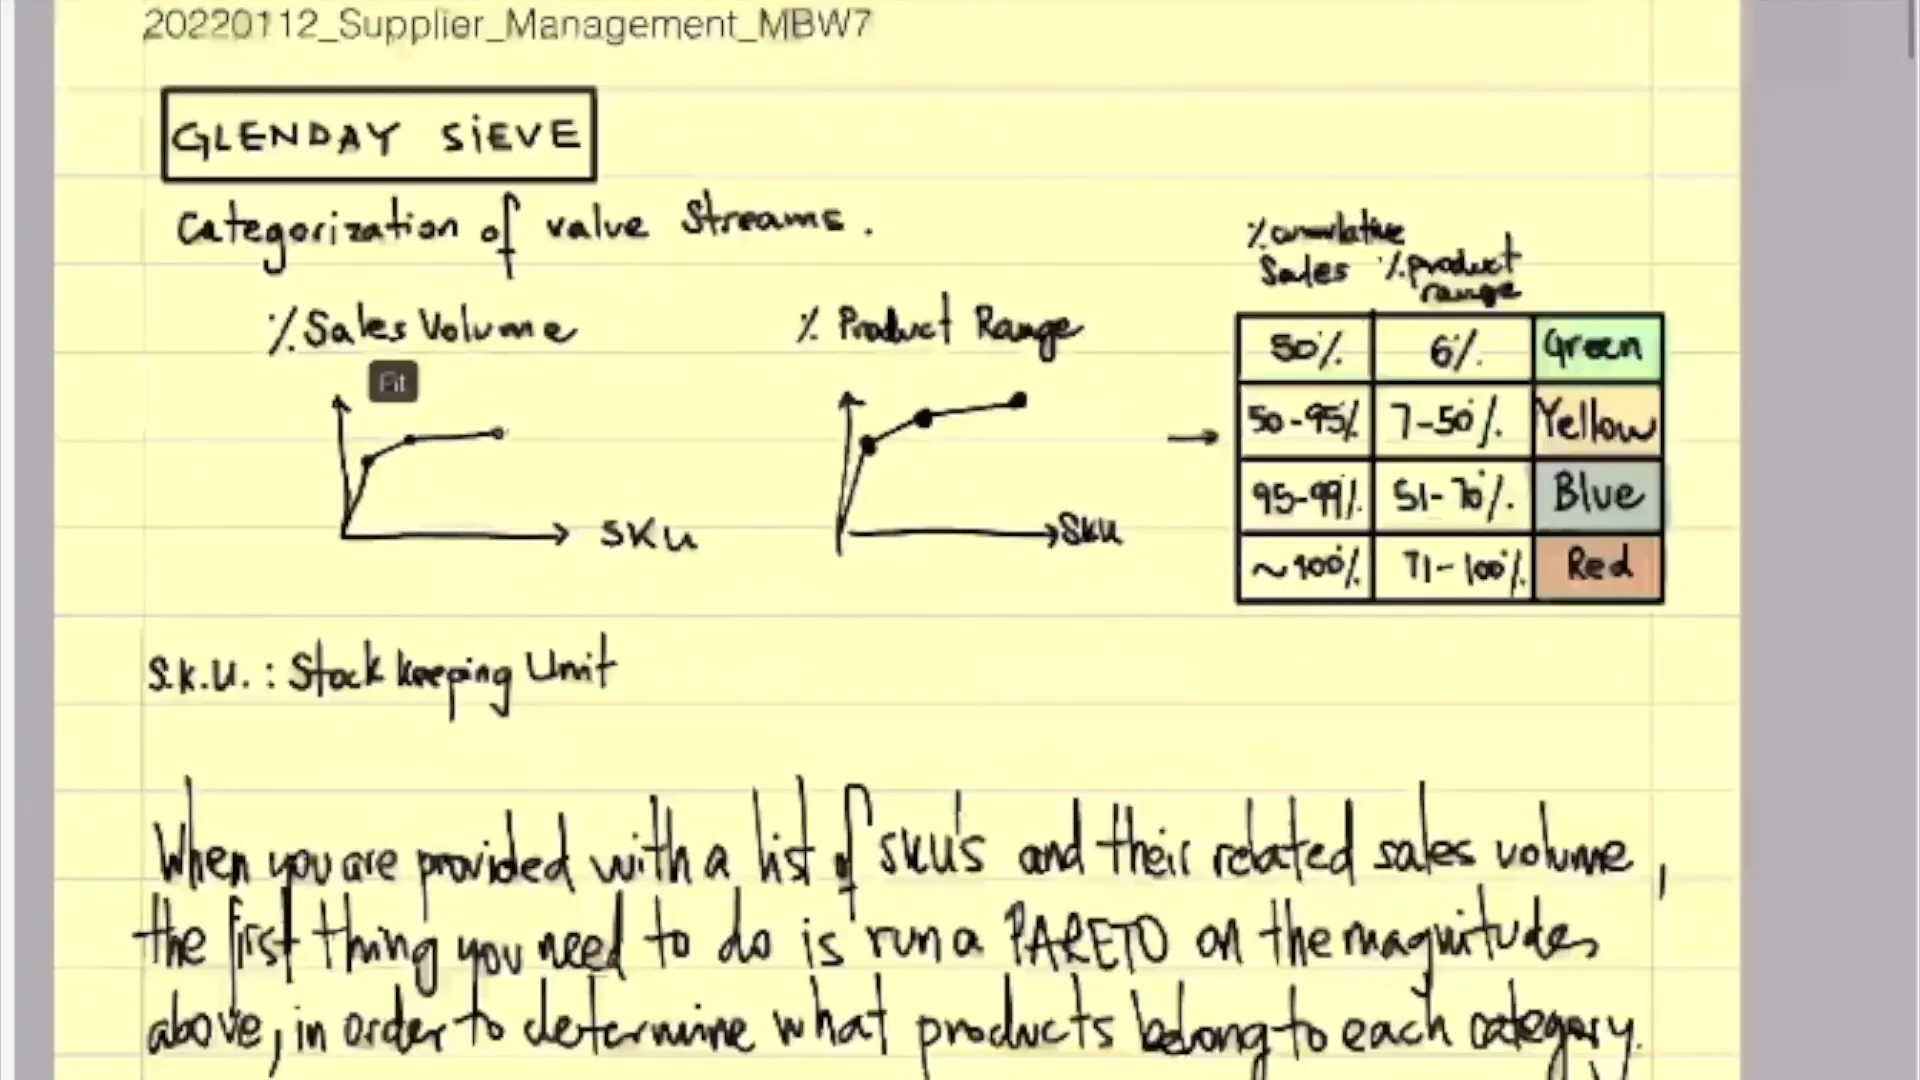 20220112_Supplier_Management_MBW7
GLENDAY SIEVE
Categorization of value Streams.
% Sales Volume
Fit
SKU
% Product Range
SKU
% cumulative
Sales % product
range
50% 6% Green
50-95% 7-50% Yellow
95-99% 51-70% Blue
~100% 71-100% Red
S.K.U. : Stock keeping Unit
When you are provided with a list of SKU's and their related sales volume,
the first thing you need to do is run a PARETO on the magnitudes
above, in order to determine what products belong to each category.